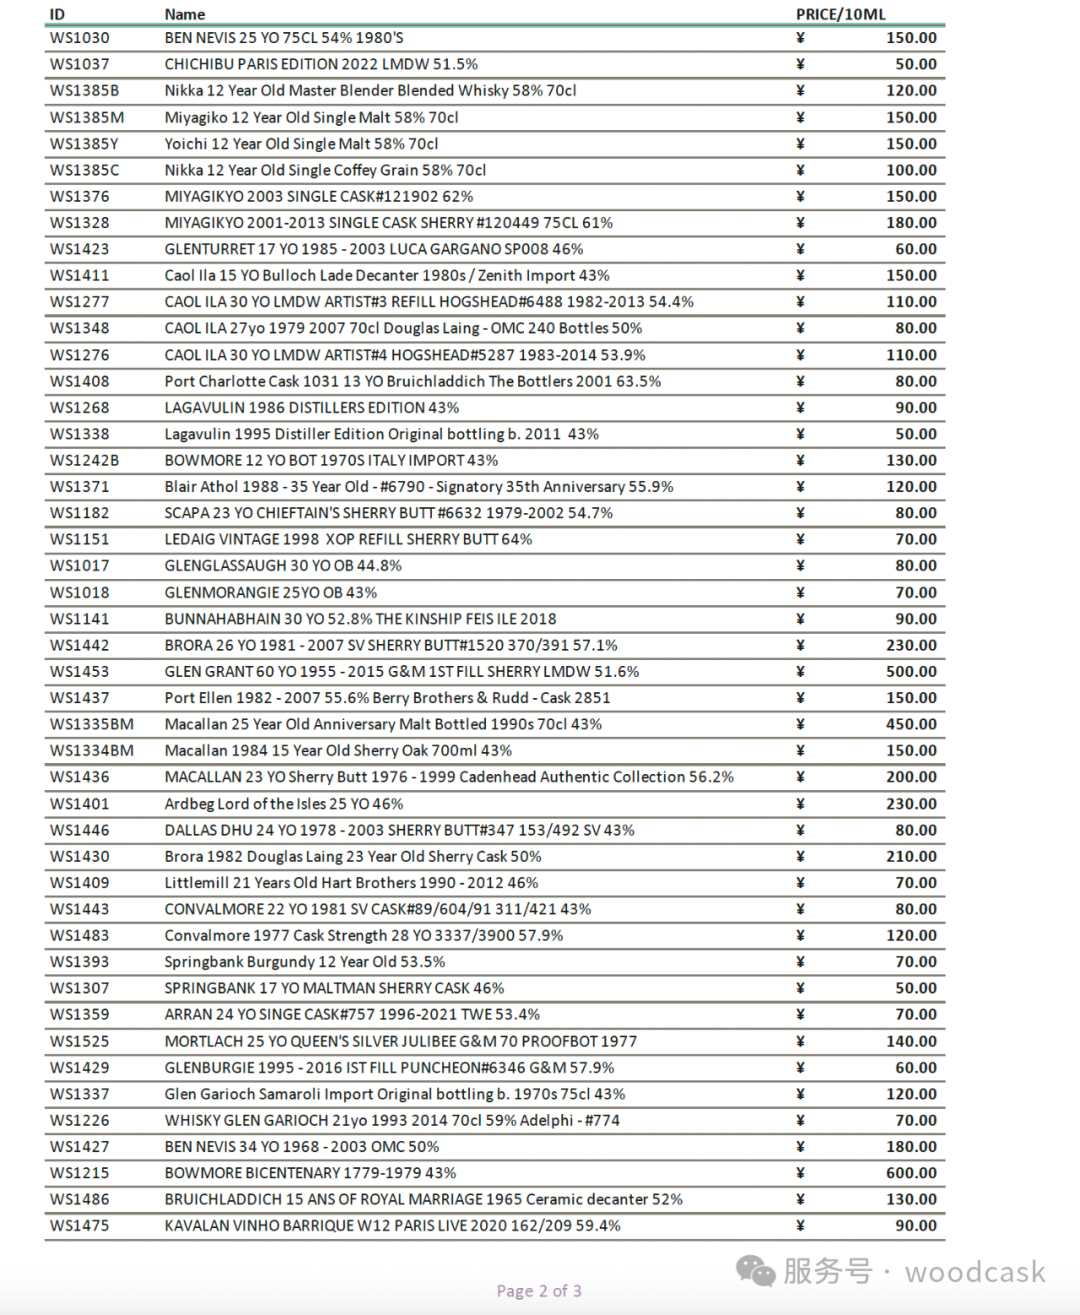 ID Name PRICE/10ML
WS1030 BEN NEVIS 25 YO 75CL 54% 1980'S ¥ 150.00
WS1037 CHICHIBU PARIS EDITION 2022 LMDW 51.5% ¥ 50.00
WS1385B Nikka 12 Year Old Master Blender Blended Whisky 58% 70cl ¥ 120.00
WS1385M Miyagiko 12 Year Old Single Malt 58% 70cl ¥ 150.00
WS1385Y Yoichi 12 Year Old Single Malt 58% 70cl ¥ 150.00
WS1385C Nikka 12 Year Old Single Coffey Grain 58% 70cl ¥ 100.00
WS1376 MIYAGIKYO 2003 SINGLE CASK#121902 62% ¥ 150.00
WS1328 MIYAGIKYO 2001-2013 SINGLE CASK SHERRY #120449 75CL 61% ¥ 180.00
WS1423 GLENTURRET 17 YO 1985 - 2003 LUCA GARGANO SP008 46% ¥ 60.00
WS1411 Caol Ila 15 YO Bulloch Lade Decanter 1980s / Zenith Import 43% ¥ 150.00
WS1277 CAOL ILA 30 YO LMDW ARTIST#3 REFILL HOGSHEAD#6488 1982-2013 54.4% ¥ 110.00
WS1348 CAOL ILA 27yo 1979 2007 70cl Douglas Laing - OMC 240 Bottles 50% ¥ 80.00
WS1276 CAOL ILA 30 YO LMDW ARTIST#4 HOGSHEAD#5287 1983-2014 53.9% ¥ 110.00
WS1408 Port Charlotte Cask 1031 13 YO Bruichladdich The Bottlers 2001 63.5% ¥ 80.00
WS1268 LAGAVULIN 1986 DISTILLERS EDITION 43% ¥ 90.00
WS1338 Lagavulin 1995 Distiller Edition Original bottling b. 2011 43% ¥ 50.00
WS1242B BOWMORE 12 YO BOT 1970S ITALY IMPORT 43% ¥ 130.00
WS1371 Blair Athol 1988 - 35 Year Old - #6790 - Signatory 35th Anniversary 55.9% ¥ 120.00
WS1182 SCAPA 23 YO CHIEFTAIN'S SHERRY BUTT #6632 1979-2002 54.7% ¥ 80.00
WS1151 LEDAIG VINTAGE 1998 XOP REFILL SHERRY BUTT 64% ¥ 70.00
WS1017 GLENGLASSAUGH 30 YO OB 44.8% ¥ 80.00
WS1018 GLENMORANGIE 25YO OB 43% ¥ 70.00
WS1141 BUNNAHABHAIN 30 YO 52.8% THE KINSHIP FEIS ILE 2018 ¥ 90.00
WS1442 BRORA 26 YO 1981 - 2007 SV SHERRY BUTT#1520 370/391 57.1% ¥ 230.00
WS1453 GLEN GRANT 60 YO 1955 - 2015 G&M 1ST FILL SHERRY LMDW 51.6% ¥ 500.00
WS1437 Port Ellen 1982 - 2007 55.6% Berry Brothers & Rudd - Cask 2851 ¥ 150.00
WS1335BM Macallan 25 Year Old Anniversary Malt Bottled 1990s 70cl 43% ¥ 450.00
WS1334BM Macallan 1984 15 Year Old Sherry Oak 700ml 43% ¥ 150.00
WS1436 MACALLAN 23 YO Sherry Butt 1976 - 1999 Cadenhead Authentic Collection 56.2% ¥ 200.00
WS1401 Ardbeg Lord of the Isles 25 YO 46% ¥ 230.00
WS1446 DALLAS DHU 24 YO 1978 - 2003 SHERRY BUTT#347 153/492 SV 43% ¥ 80.00
WS1430 Brora 1982 Douglas Laing 23 Year Old Sherry Cask 50% ¥ 210.00
WS1409 Littlemill 21 Years Old Hart Brothers 1990 - 2012 46% ¥ 70.00
WS1443 CONVALMORE 22 YO 1981 SV CASK#89/604/91 311/421 43% ¥ 80.00
WS1483 Convalmore 1977 Cask Strength 28 YO 3337/3900 57.9% ¥ 120.00
WS1393 Springbank Burgundy 12 Year Old 53.5% ¥ 70.00
WS1307 SPRINGBANK 17 YO MALTMAN SHERRY CASK 46% ¥ 50.00
WS1359 ARRAN 24 YO SINGE CASK#757 1996-2021 TWE 53.4% ¥ 70.00
WS1525 MORTLACH 25 YO QUEEN'S SILVER JULIBEE G&M 70 PROOFBOT 1977 ¥ 140.00
WS1429 GLENBURGIE 1995 - 2016 IST FILL PUNCHEON#6346 G&M 57.9% ¥ 60.00
WS1337 Glen Garioch Samaroli Import Original bottling b. 1970s 75cl 43% ¥ 120.00
WS1226 WHISKY GLEN GARIOCH 21yo 1993 2014 70cl 59% Adelphi - #774 ¥ 70.00
WS1427 BEN NEVIS 34 YO 1968 - 2003 OMC 50% ¥ 180.00
WS1215 BOWMORE BICENTENARY 1779-1979 43% ¥ 600.00
WS1486 BRUICHLADDICH 15 ANS OF ROYAL MARRIAGE 1965 Ceramic decanter 52% ¥ 130.00
WS1475 KAVALAN VINHO BARRIQUE W12 PARIS LIVE 2020 162/209 59.4% ¥ 90.00
服务号 · woodcask
Page 2 of 3